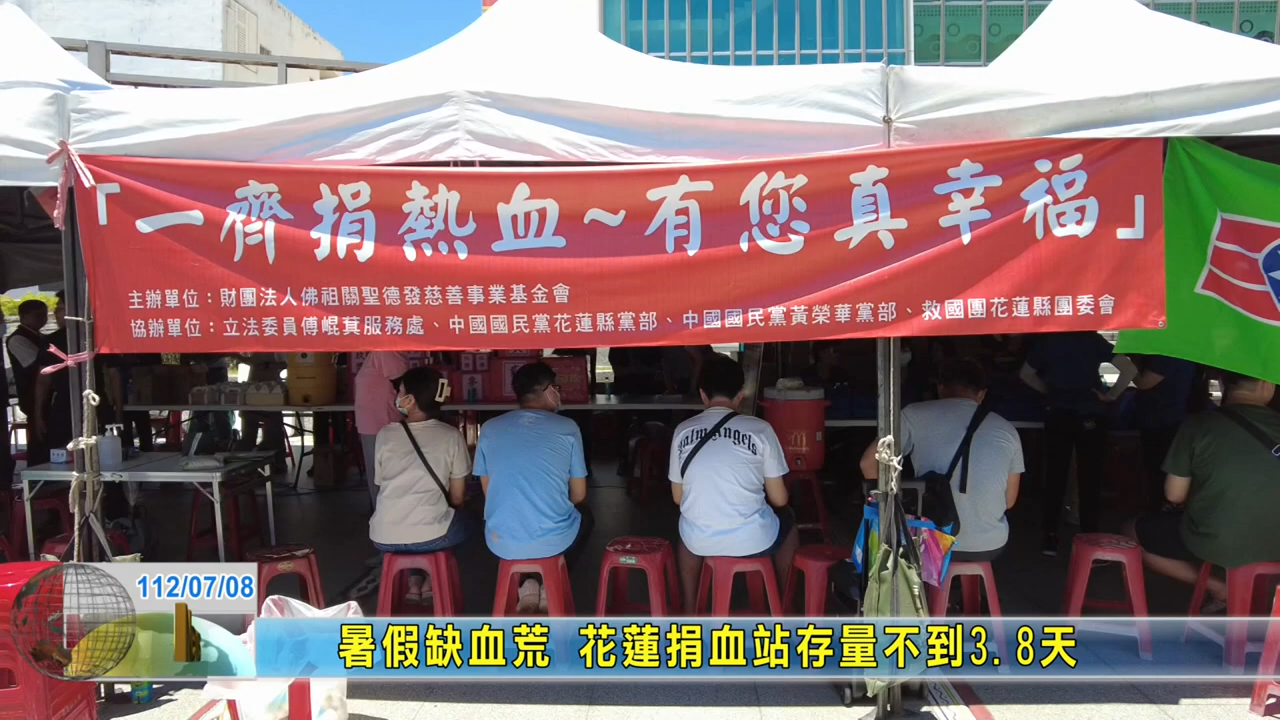 「一齊捐熱血~有您真幸福」
主辦單位：財團法人佛祖關聖德發慈善事業基金會
協辦單位：立法委員傅崐萁服務處、中國國民黨花蓮縣黨部、中國國民黨黃榮華黨部、救國團花蓮縣團委會
Palm Angels
112/07/08
暑假缺血荒 花蓮捐血站存量不到3.8天